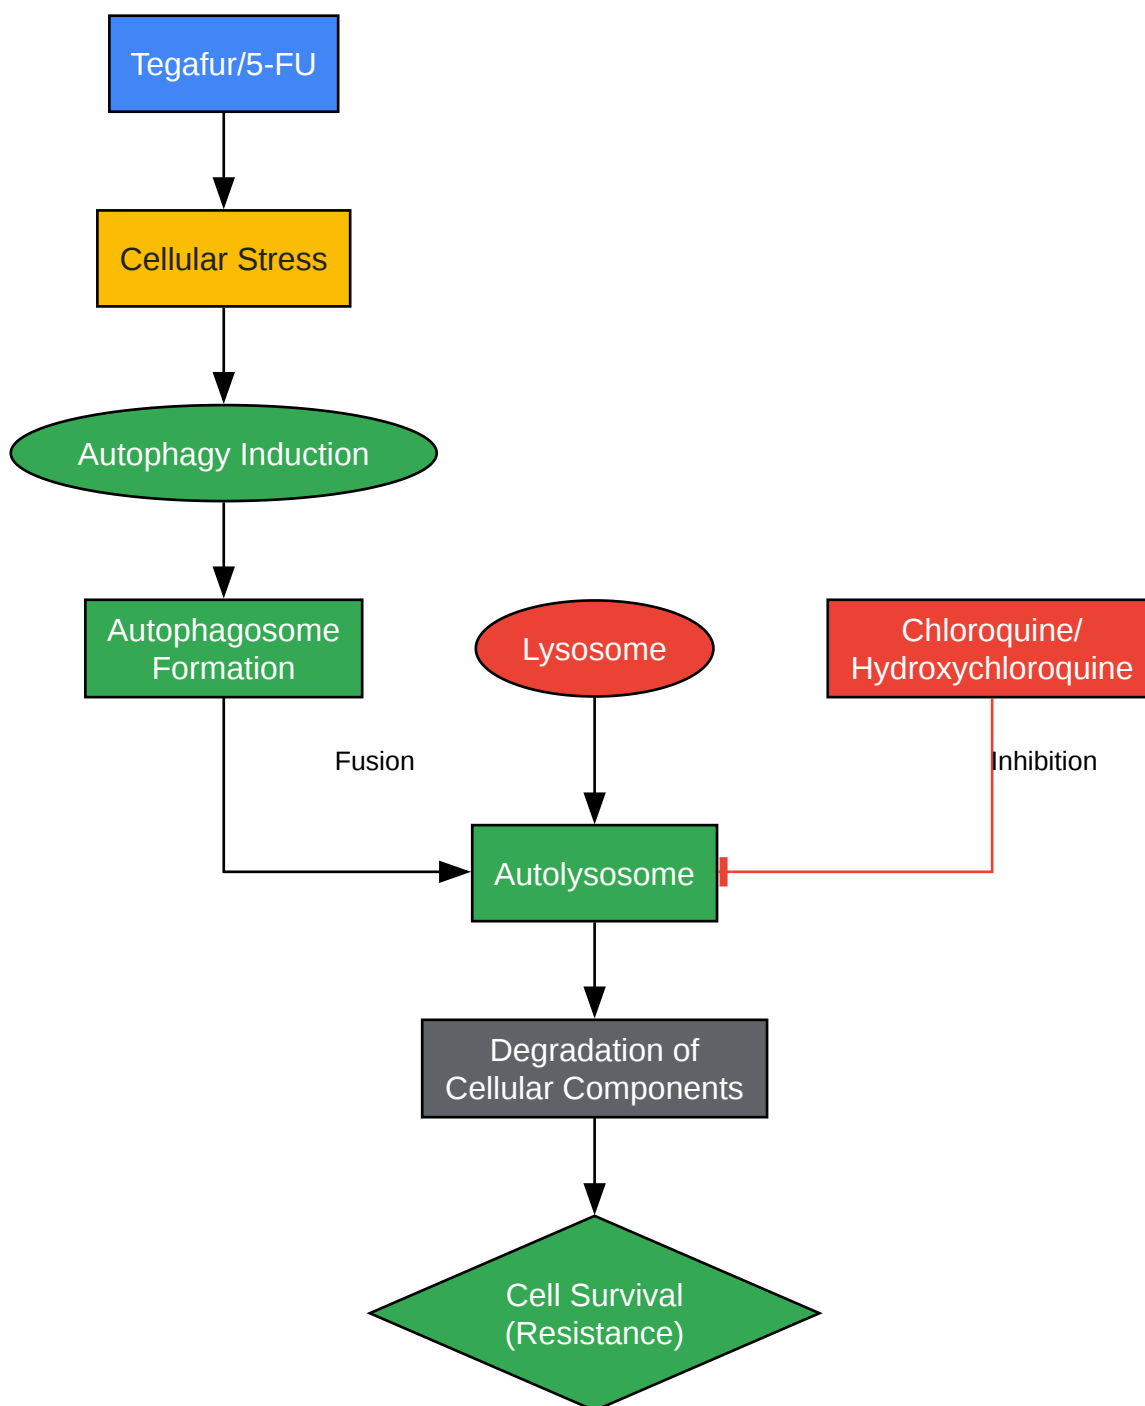 Tegafur/5-FU
Cellular Stress
Autophagy Induction
Autophagosome
Formation
Lysosome
Chloroquine/
Hydroxychloroquine
Fusion
Inhibition
Autolysosome
Degradation of
Cellular Components
Cell Survival
(Resistance)